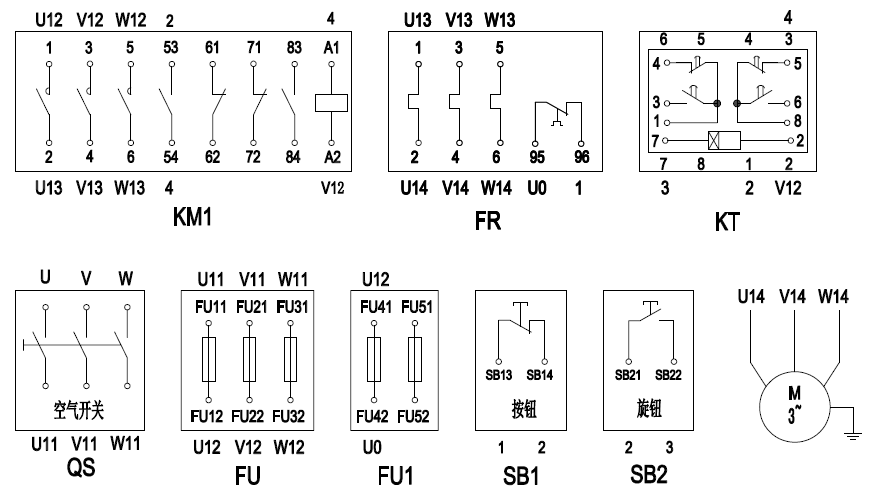 U12 V12 W12 2 4
1 3 5 53 61 71 83 A1
2 4 6 54 62 72 84 A2
U13 V13 W13 4 V12
KM1
U13 V13 W13
1 3 5
2 4 6 95 96
U14 V14 W14 U0 1
FR
4
6 5 4 3
4 5
3 6
1 8
7 2
7 8 1 2
3 2 V12
KT
U V W
空气开关
U11 V11 W11
QS
U11 V11 W11
FU11 FU21 FU31
FU12 FU22 FU32
U12 V12 W12
FU
U12
FU41 FU51
FU42 FU52
U0
FU1
SB13 SB14
按钮
1 2
SB1
SB21 SB22
旋钮
2 3
SB2
U14 V14 W14
M
3~